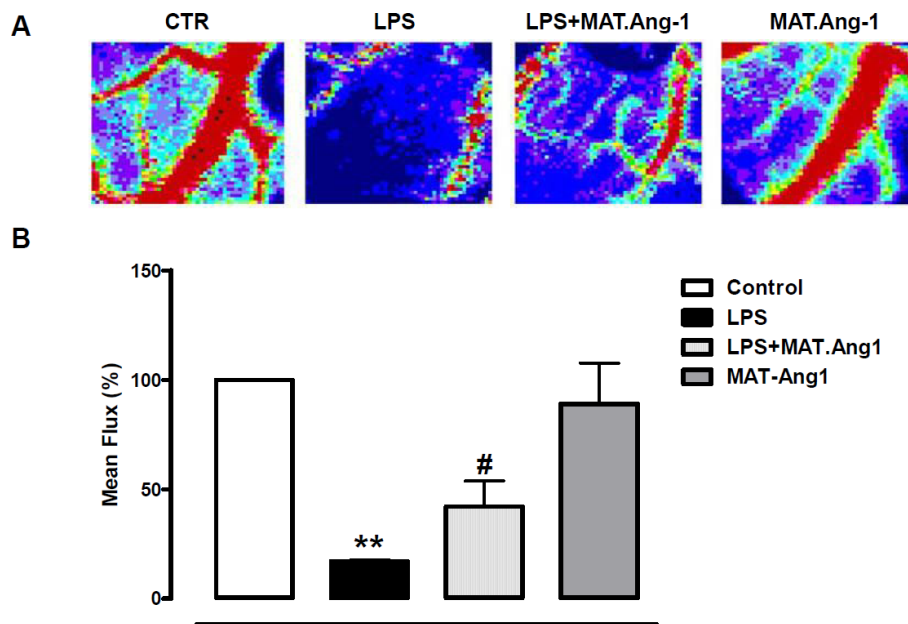 A
CTR LPS LPS+MAT.Ang-1 MAT.Ang-1
B
150
100
50
0
Mean Flux (%)
**
#
Control
LPS
LPS+MAT.Ang1
MAT-Ang1